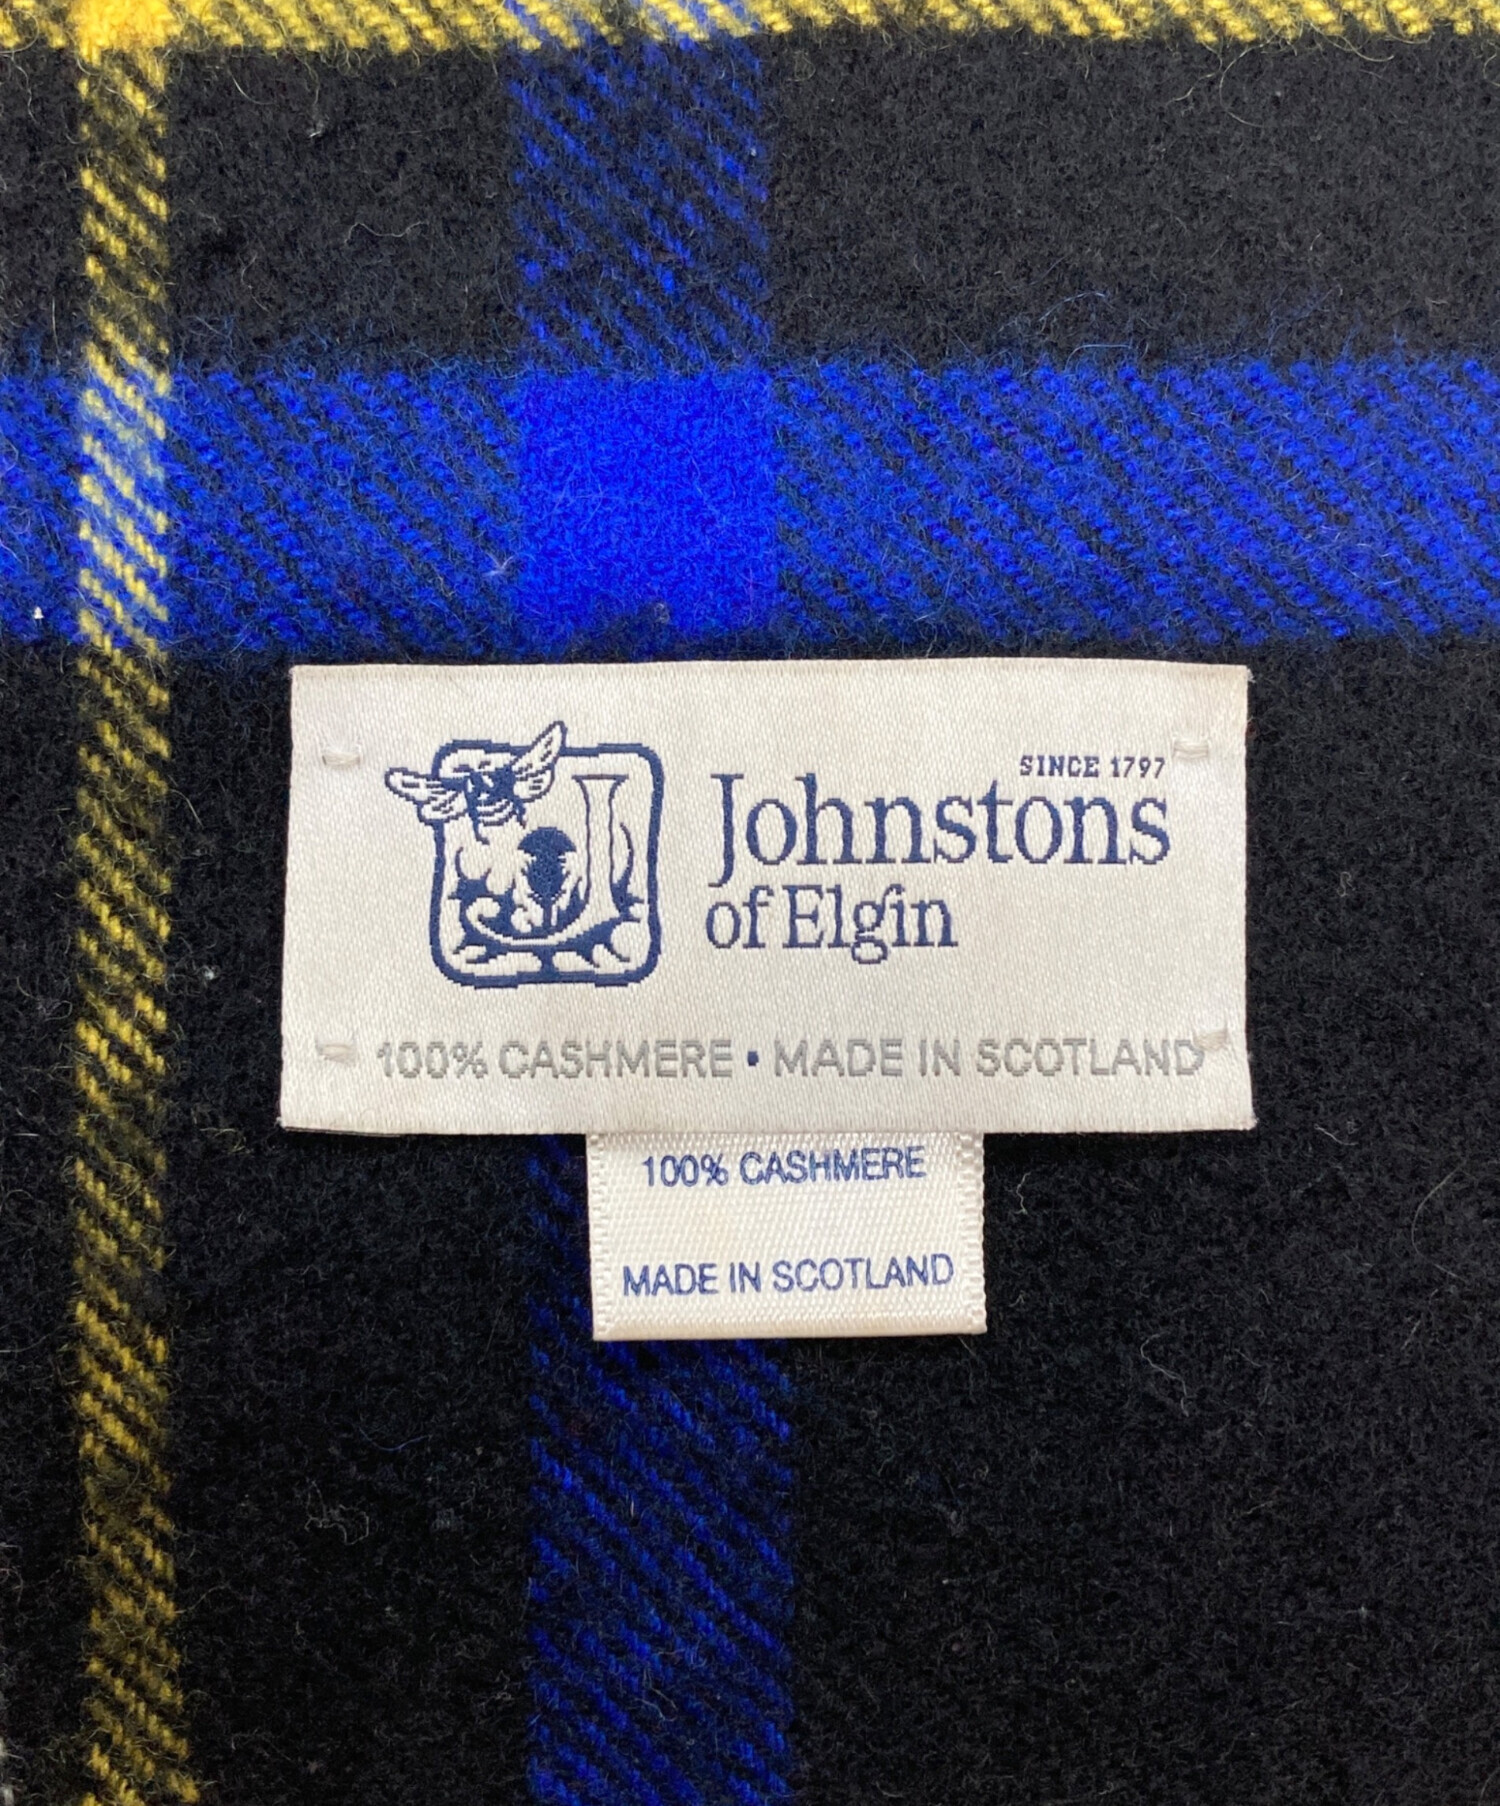 SINCE 1797
Johnstons
of Elgin
100% CASHMERE • MADE IN SCOTLAND
100% CASHMERE
MADE IN SCOTLAND